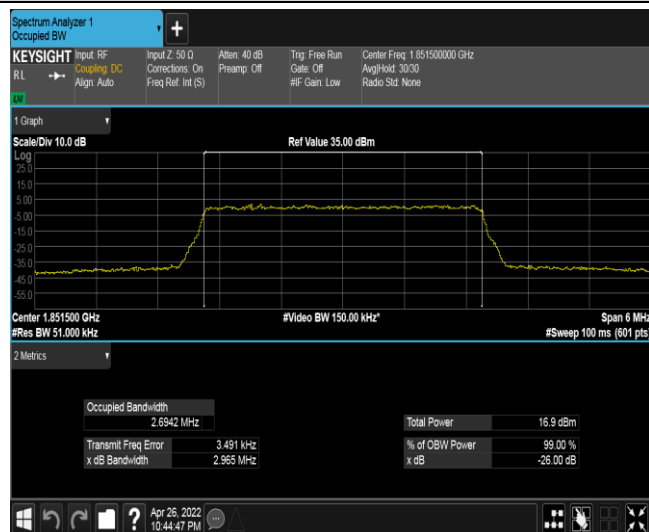 Spectrum Analyzer 1
Occupied BW
+
KEYSIGHT
RL
Input: RF
Coupling: DC
Align: Auto
Input Z: 50 Ω
Corrections: On
Freq Ref: Int (S)
Atten: 40 dB
Preamp: Off
Trig: Free Run
Gate: Off
#IF Gain: Low
Center Freq: 1.851500000 GHz
Avg|Hold: 30/30
Radio Std: None
1 Graph
Scale/Div 10.0 dB
Ref Value 35.00 dBm
Log
25.0
15.0
5.00
-5.00
-15.0
-25.0
-35.0
-45.0
-55.0
Center 1.851500 GHz
#Video BW 150.00 kHz*
Span 6 MHz
#Res BW 51.000 kHz
#Sweep 100 ms (601 pts)
2 Metrics
Occupied Bandwidth
2.6942 MHz
Total Power 16.9 dBm
Transmit Freq Error 3.491 kHz
% of OBW Power 99.00 %
x dB Bandwidth 2.965 MHz
x dB -26.00 dB
?
Apr 26, 2022
10:44:47 PM